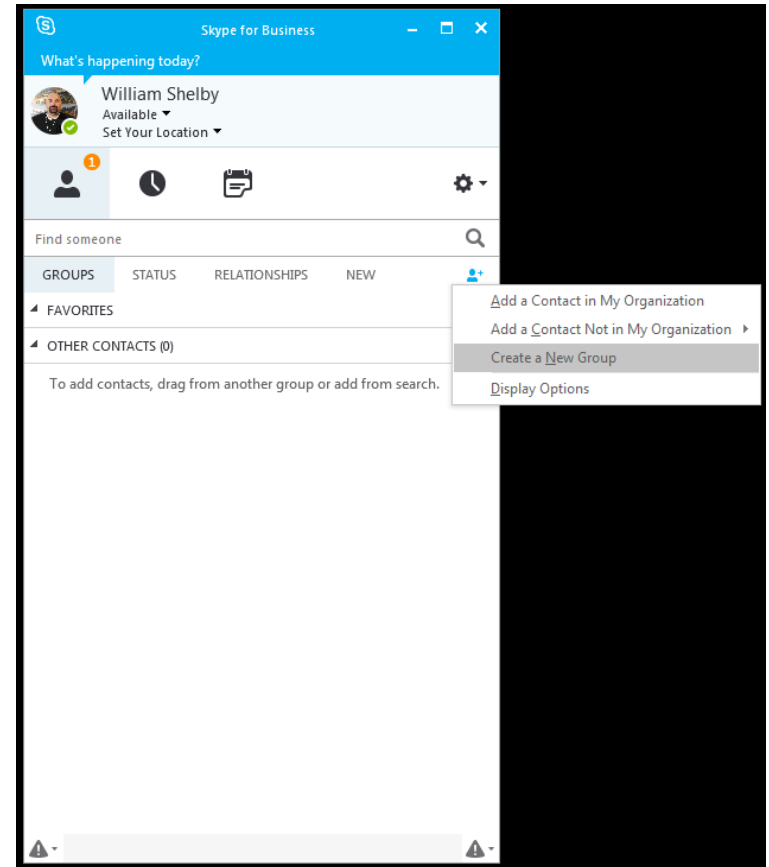 Skype for Business
What's happening today?
William Shelby
Available
Set Your Location
1
Find someone
GROUPS STATUS RELATIONSHIPS NEW
FAVORITES
OTHER CONTACTS (0)
To add contacts, drag from another group or add from search.
Add a Contact in My Organization
Add a Contact Not in My Organization
Create a New Group
Display Options